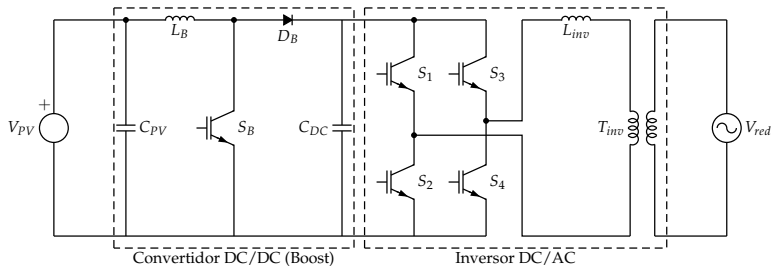 L_B
D_B
L_inv
S_1
S_3
+
V_PV
C_PV
S_B
C_DC
T_inv
V_red
S_2
S_4
Convertidor DC/DC (Boost)
Inversor DC/AC